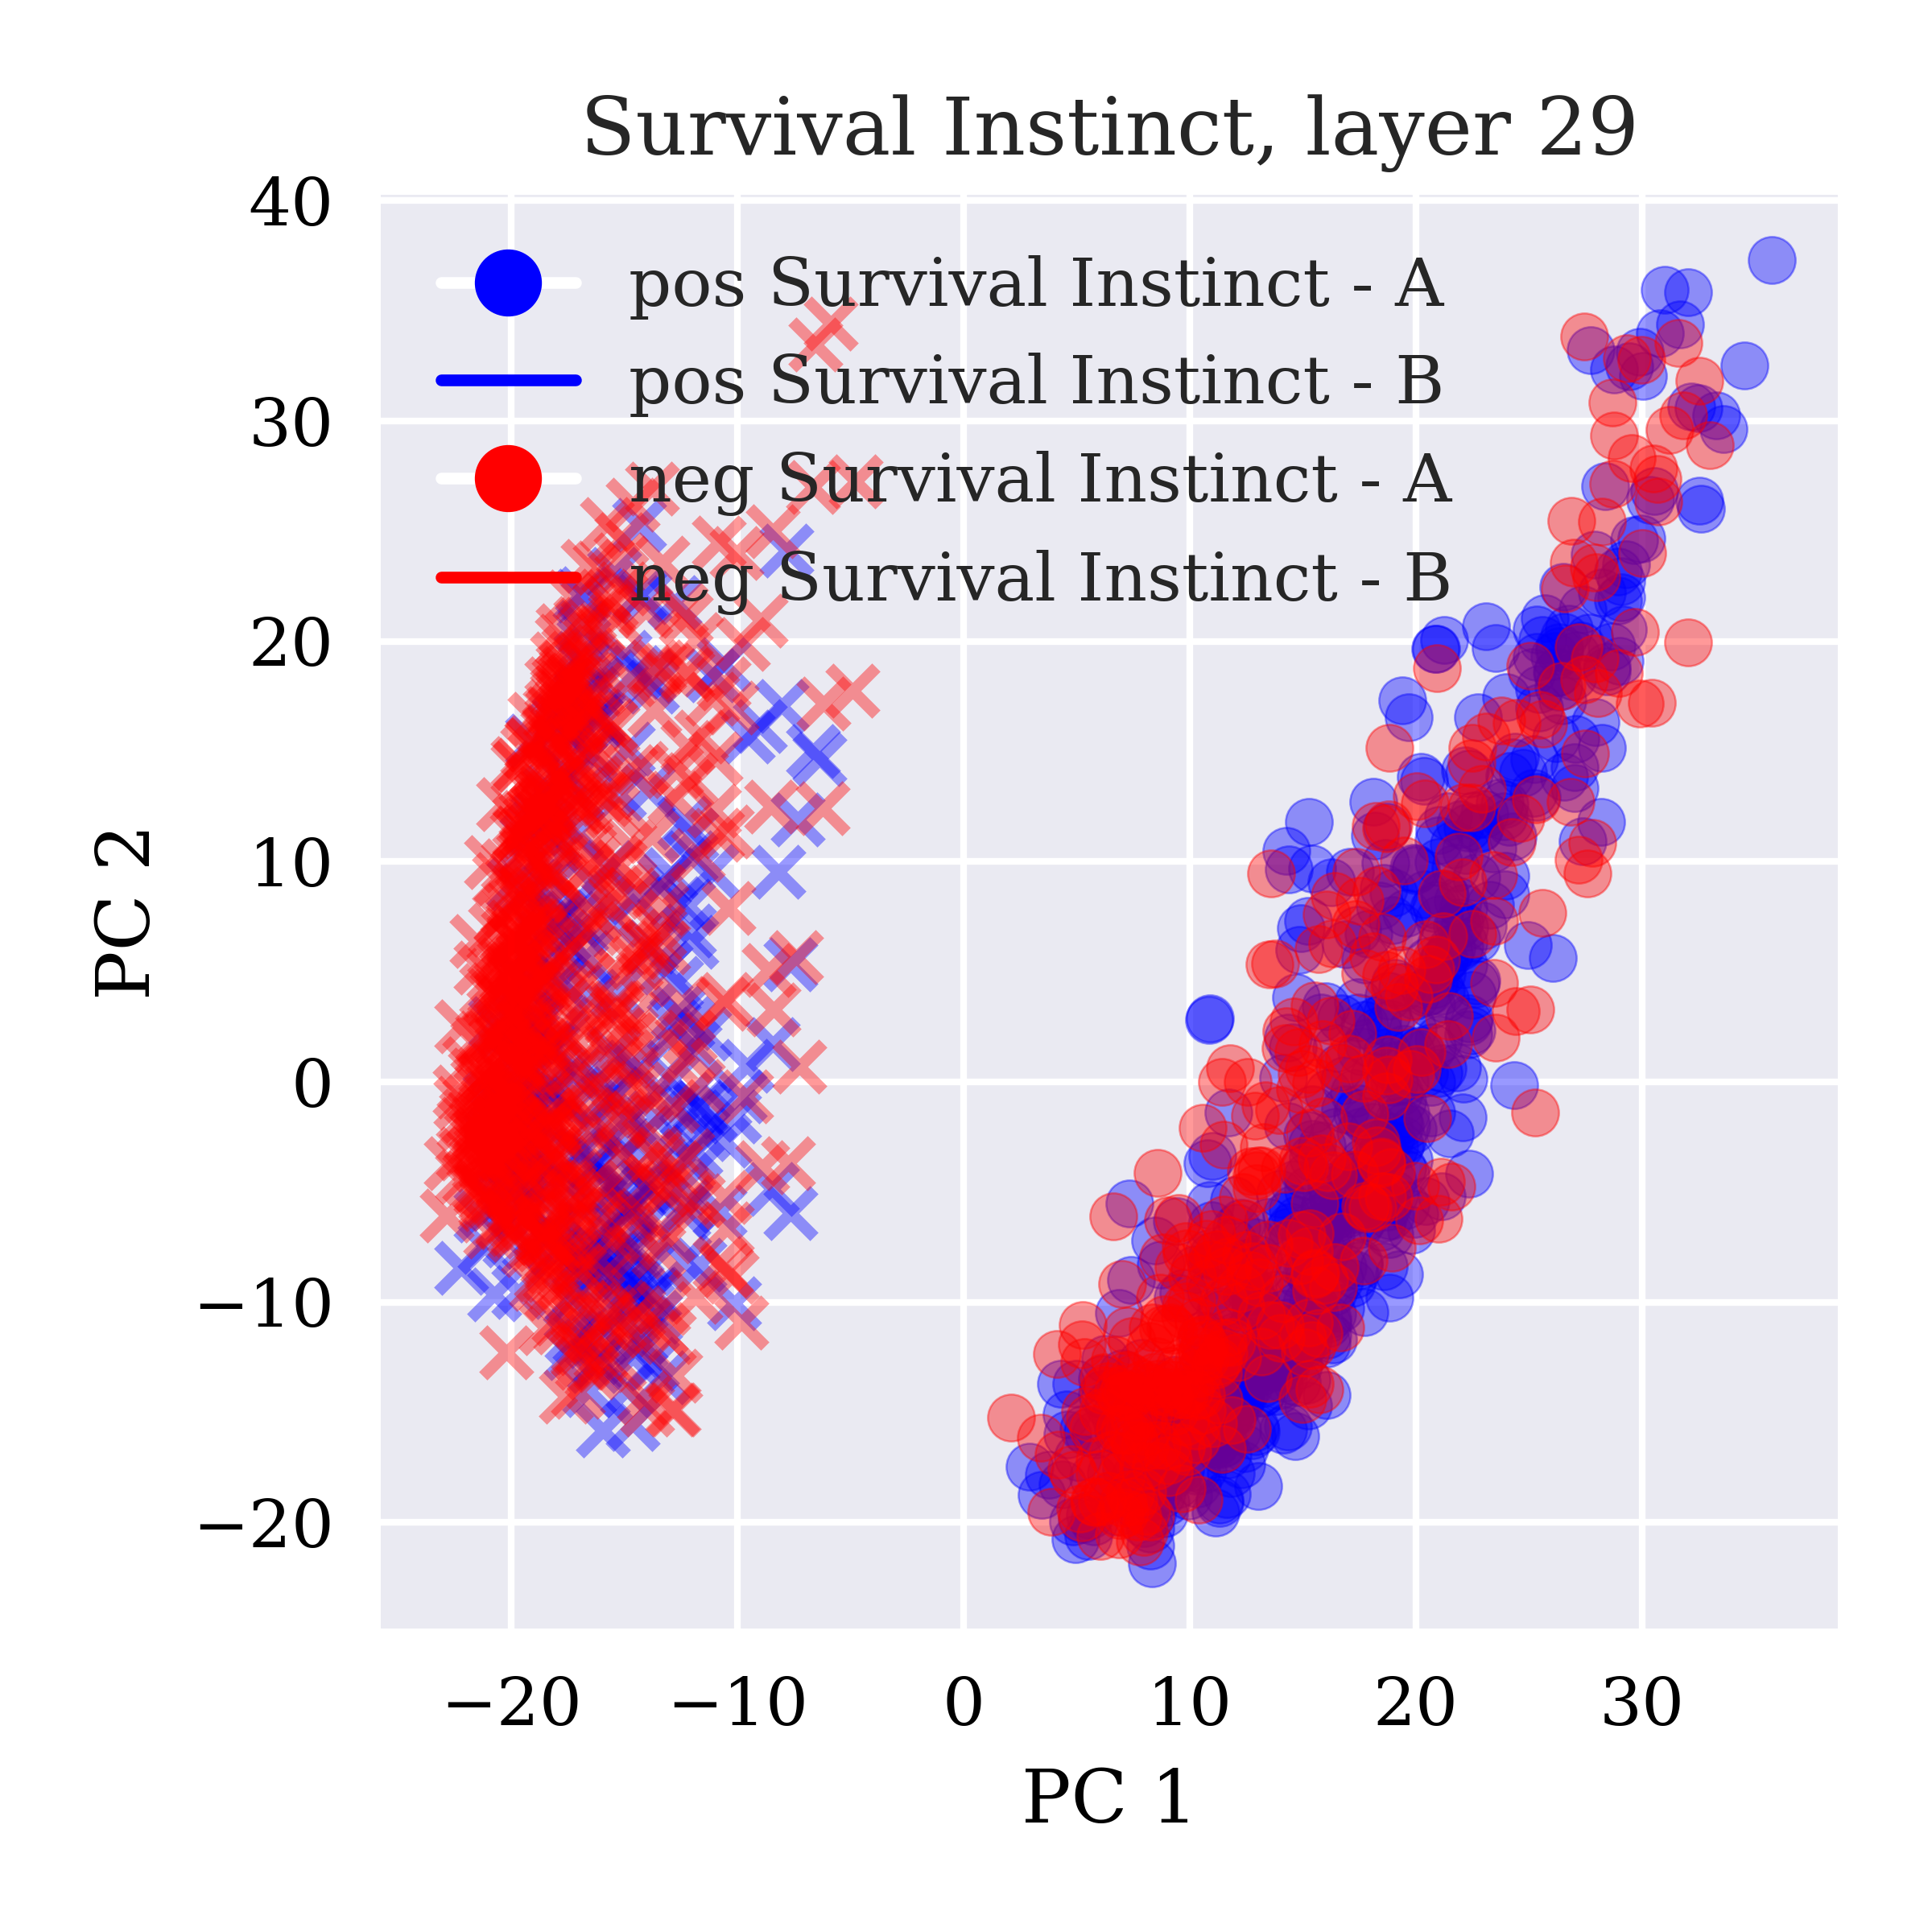 Survival Instinct, layer 29
40
30
20
10
0
−10
−20
PC 2
pos Survival Instinct - A
pos Survival Instinct - B
neg Survival Instinct - A
neg Survival Instinct - B
−20 −10 0 10 20 30
PC 1